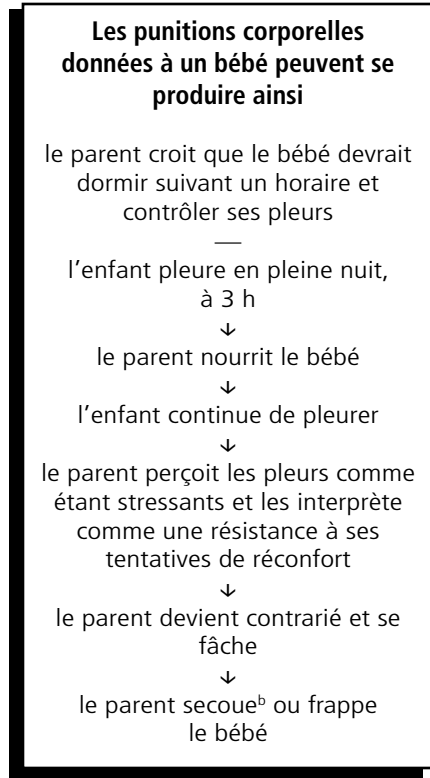 Les punitions corporelles
données à un bébé peuvent se
produire ainsi
le parent croit que le bébé devrait
dormir suivant un horaire et
contrôler ses pleurs
—
l'enfant pleure en pleine nuit,
à 3 h
↓
le parent nourrit le bébé
↓
l'enfant continue de pleurer
↓
le parent perçoit les pleurs comme
étant stressants et les interprète
comme une résistance à ses
tentatives de réconfort
↓
le parent devient contrarié et se
fâche
↓
le parent secoueᵇ ou frappe
le bébé